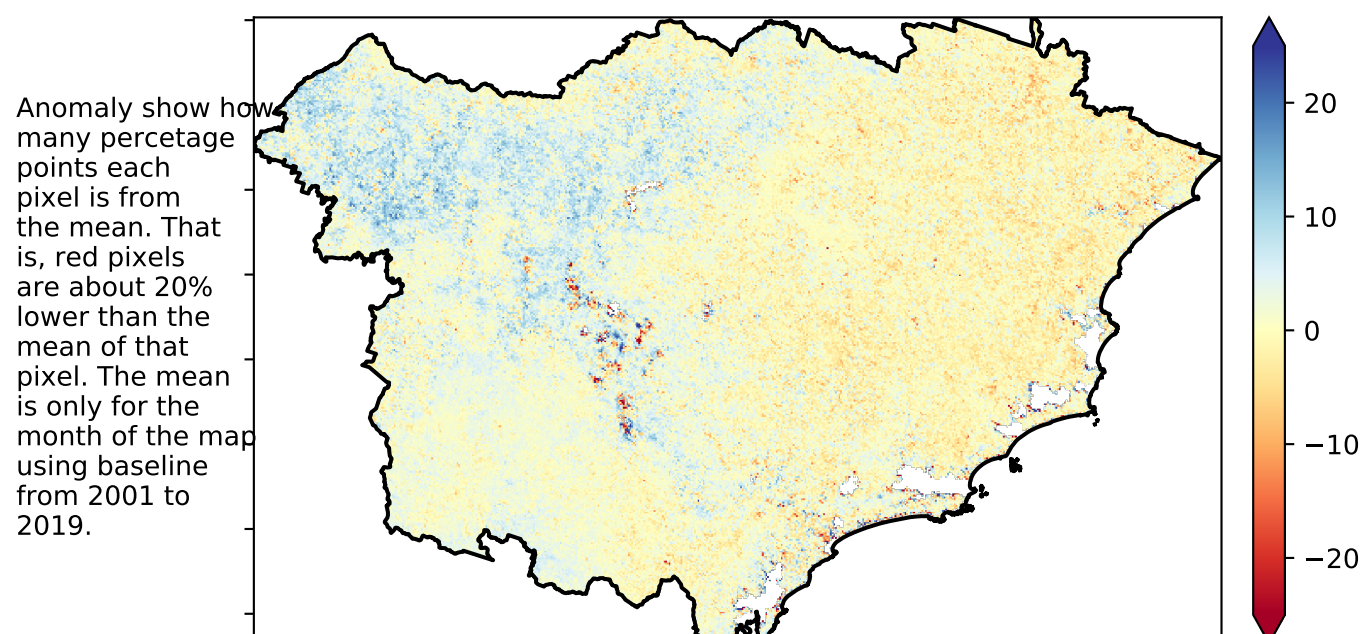 Anomaly show how
many percetage
points each
pixel is from
the mean. That
is, red pixels
are about 20%
lower than the
mean of that
pixel. The mean
is only for the
month of the map
using baseline
from 2001 to
2019.
20
10
0
−10
−20